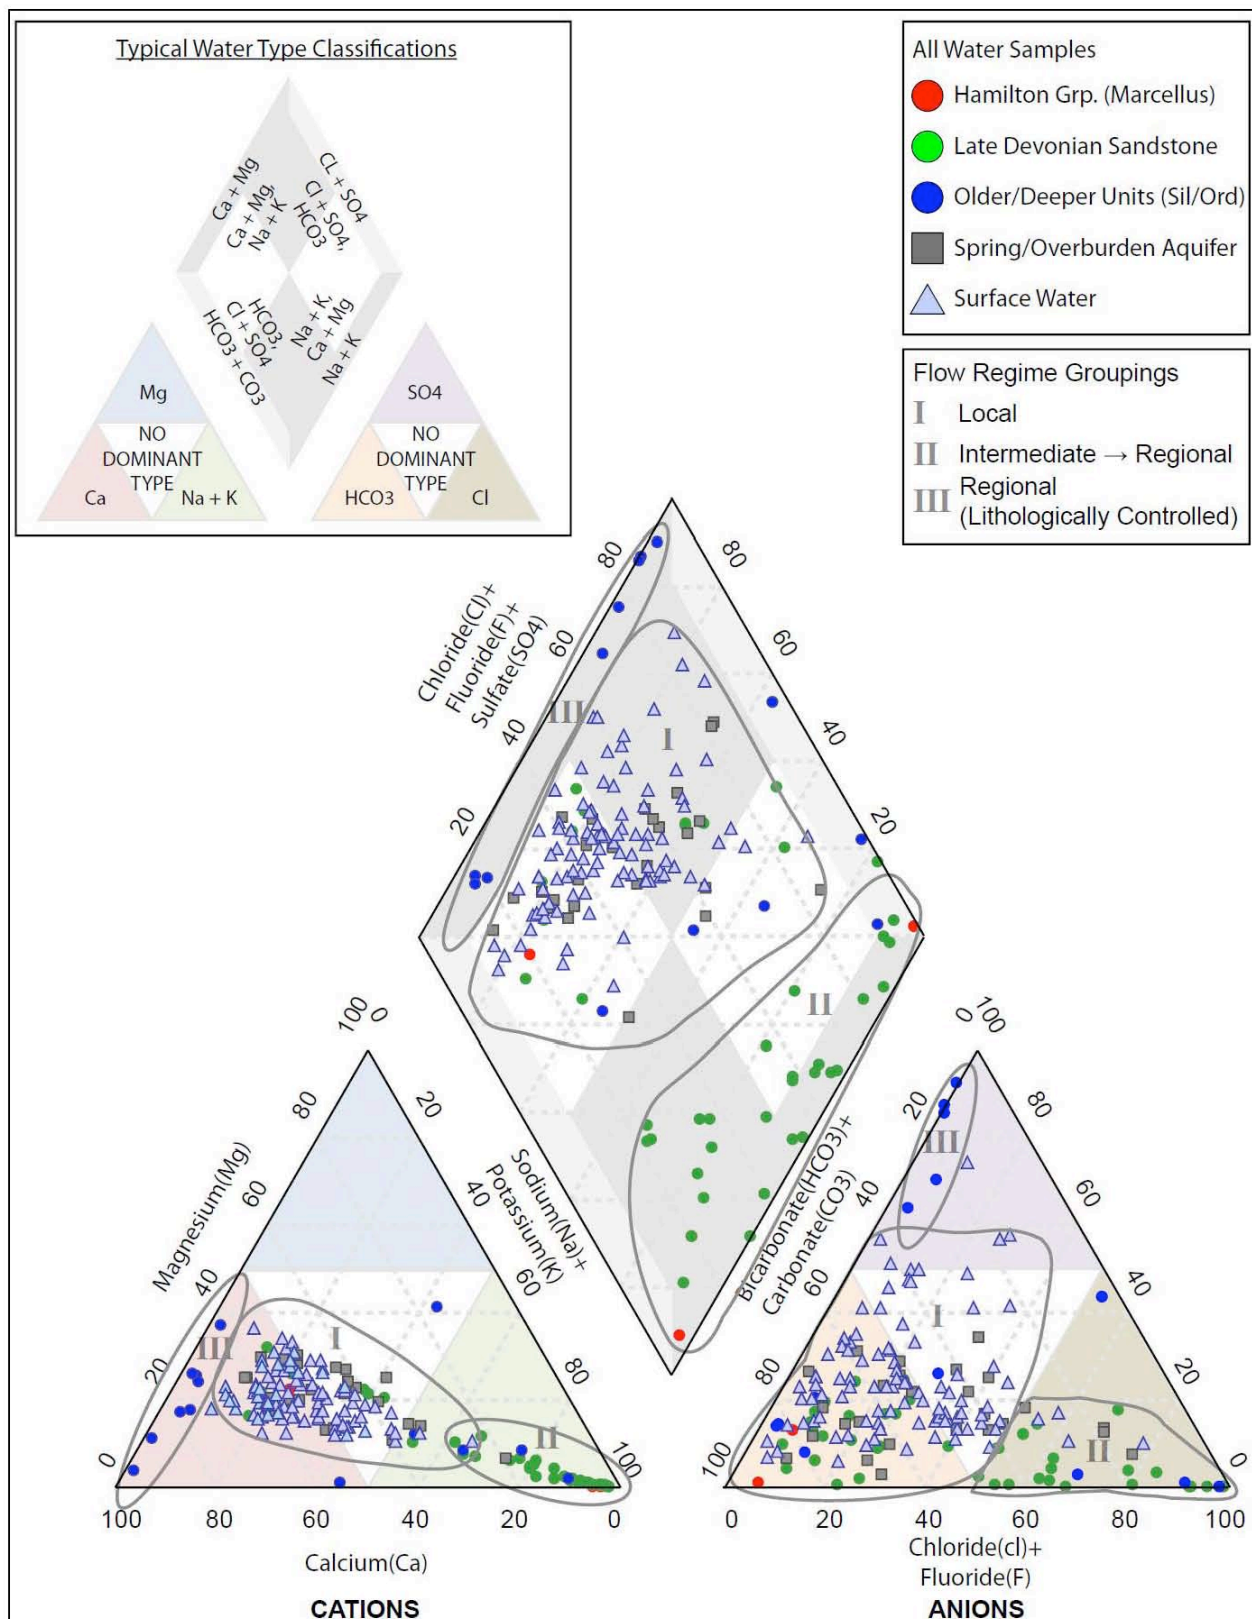 Typical Water Type Classifications
Ca + Mg
Ca + Mg,
Na + K
CL + SO4
Cl + SO4,
HCO3
HCO3,
Cl + SO4
HCO3 + CO3
Na + K,
Ca + Mg
Na + K
Mg
NO
DOMINANT
TYPE
Ca
Na + K
SO4
NO
DOMINANT
TYPE
HCO3
Cl
All Water Samples
Hamilton Grp. (Marcellus)
Late Devonian Sandstone
Older/Deeper Units (Sil/Ord)
Spring/Overburden Aquifer
Surface Water
Flow Regime Groupings
I Local
II Intermediate → Regional
III Regional
(Lithologically Controlled)
Chloride(Cl)+
Fluoride(F)+
Sulfate(SO4)
20
40
60
80
80
60
40
20
III
I
II
Sodium(Na)+
Potassium(K)
Bicarbonate(HCO3)+
Carbonate(CO3)
Magnesium(Mg)
0
20
40
60
80
100
0
20
40
60
80
100
III
I
II
100
80
60
40
20
0
Calcium(Ca)
CATIONS
100
80
60
40
20
0
100
80
60
40
20
0
III
I
II
0
20
40
60
80
100
Chloride(cl)+
Fluoride(F)
ANIONS